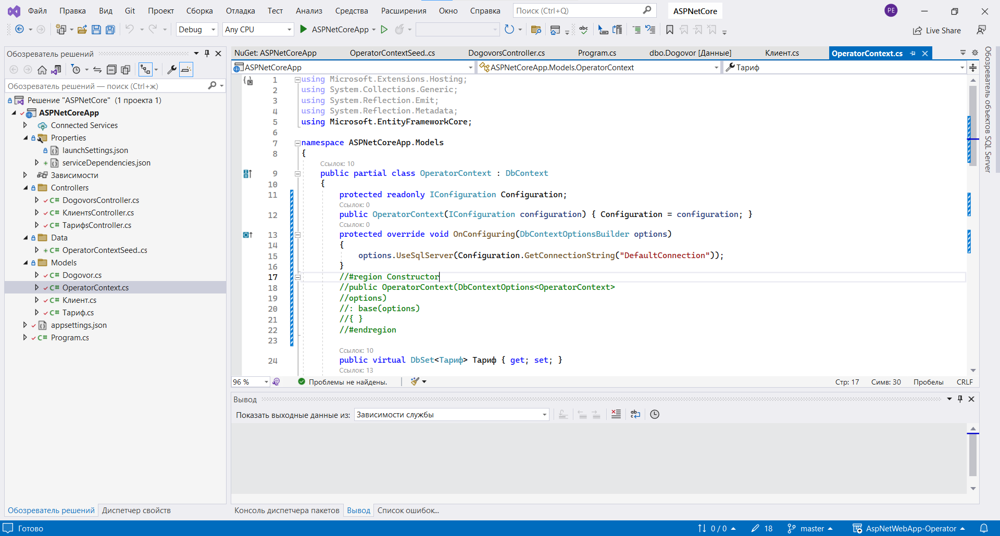 Файл Правка Вид Git Проект Сборка Отладка Тест Анализ Средства Расширения Окно Справка Поиск (Ctrl+Q) ASPNetCore PE
Debug Any CPU ASPNetCoreApp Live Share
Обозреватель решений
Обозреватель решений — поиск (Ctrl+ж)
Решение "ASPNetCore" (1 проекта 1)
ASPNetCoreApp
Connected Services
Properties
launchSettings.json
serviceDependencies.json
Зависимости
Controllers
DogovorsController.cs
КлиентsController.cs
ТарифsController.cs
Data
OperatorContextSeed..cs
Models
Dogovor.cs
OperatorContext.cs
Клиент.cs
Тариф.cs
appsettings.json
Program.cs
Обозреватель решений Диспетчер свойств
NuGet: ASPNetCoreApp OperatorContextSeed..cs DogovorsController.cs Program.cs dbo.Dogovor [Данные] Клиент.cs OperatorContext.cs
ASPNetCoreApp ASPNetCoreApp.Models.OperatorContext Тариф
1 using Microsoft.Extensions.Hosting;
2 using System.Collections.Generic;
3 using System.Reflection.Emit;
4 using System.Reflection.Metadata;
5 using Microsoft.EntityFrameworkCore;
6
7 namespace ASPNetCoreApp.Models
8 {
Ссылок: 10
9 public partial class OperatorContext : DbContext
10 {
11 protected readonly IConfiguration Configuration;
Ссылок: 0
12 public OperatorContext(IConfiguration configuration) { Configuration = configuration; }
Ссылок: 0
13 protected override void OnConfiguring(DbContextOptionsBuilder options)
14 {
15 options.UseSqlServer(Configuration.GetConnectionString("DefaultConnection"));
16 }
17 //#region Constructor
18 //public OperatorContext(DbContextOptions<OperatorContext>
19 //options)
20 //: base(options)
21 //{ }
22 //#endregion
23
Ссылок: 10
24 public virtual DbSet<Тариф> Тариф { get; set; }
Ссылок: 13
96 % Проблемы не найдены. Стр: 17 Симв: 30 Пробелы CRLF
Обозреватель объектов SQL Server
Вывод
Показать выходные данные из: Зависимости службы
Консоль диспетчера пакетов Вывод Список ошибок...
Готово 0 / 0 18 master AspNetWebApp-Operator